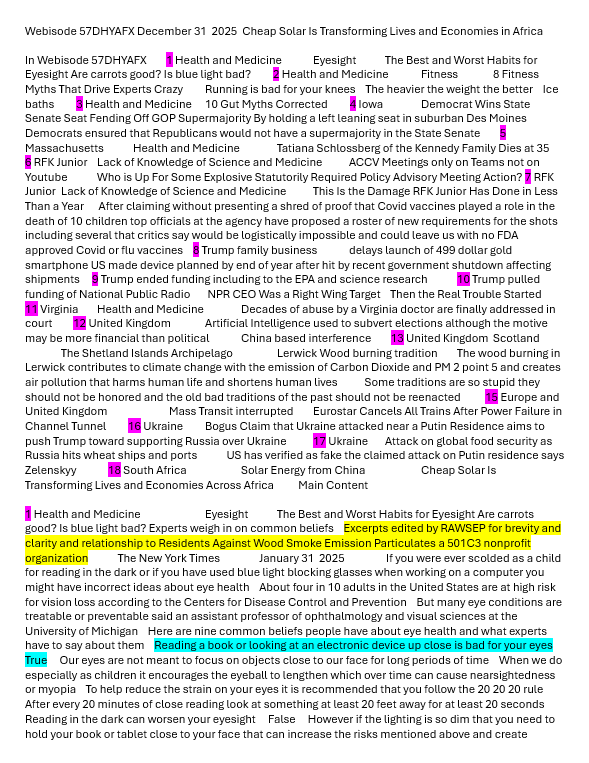 Webisode 57DHYAFX December 31 2025 Cheap Solar Is Transforming Lives and Economies in Africa
In Webisode 57DHYAFX 1 Health and Medicine Eyesight The Best and Worst Habits for
Eyesight Are carrots good? Is blue light bad? 2 Health and Medicine Fitness 8 Fitness
Myths That Drive Experts Crazy Running is bad for your knees The heavier the weight the better Ice
baths 3 Health and Medicine 10 Gut Myths Corrected 4 Iowa Democrat Wins State
Senate Seat Fending Off GOP Supermajority By holding a left leaning seat in suburban Des Moines
Democrats ensured that Republicans would not have a supermajority in the State Senate 5
Massachusetts Health and Medicine Tatiana Schlossberg of the Kennedy Family Dies at 35
6 RFK Junior Lack of Knowledge of Science and Medicine ACCV Meetings only on Teams not on
Youtube Who is Up For Some Explosive Statutorily Required Policy Advisory Meeting Action? 7 RFK
Junior Lack of Knowledge of Science and Medicine This Is the Damage RFK Junior Has Done in Less
Than a Year After claiming without presenting a shred of proof that Covid vaccines played a role in the
death of 10 children top officials at the agency have proposed a roster of new requirements for the shots
including several that critics say would be logistically impossible and could leave us with no FDA
approved Covid or flu vaccines 8 Trump family business delays launch of 499 dollar gold
smartphone US made device planned by end of year after hit by recent government shutdown affecting
shipments 9 Trump ended funding including to the EPA and science research 10 Trump pulled
funding of National Public Radio NPR CEO Was a Right Wing Target Then the Real Trouble Started
11 Virginia Health and Medicine Decades of abuse by a Virginia doctor are finally addressed in
court 12 United Kingdom Artificial Intelligence used to subvert elections although the motive
may be more financial than political China based interference 13 United Kingdom Scotland
The Shetland Islands Archipelago Lerwick Wood burning tradition The wood burning in
Lerwick contributes to climate change with the emission of Carbon Dioxide and PM 2 point 5 and creates
air pollution that harms human life and shortens human lives Some traditions are so stupid they
should not be honored and the old bad traditions of the past should not be reenacted 15 Europe and
United Kingdom Mass Transit interrupted Eurostar Cancels All Trains After Power Failure in
Channel Tunnel 16 Ukraine Bogus Claim that Ukraine attacked near a Putin Residence aims to
push Trump toward supporting Russia over Ukraine 17 Ukraine Attack on global food security as
Russia hits wheat ships and ports US has verified as fake the claimed attack on Putin residence says
Zelenskyy 18 South Africa Solar Energy from China Cheap Solar Is
Transforming Lives and Economies Across Africa Main Content
1 Health and Medicine Eyesight The Best and Worst Habits for Eyesight Are carrots
good? Is blue light bad? Experts weigh in on common beliefs Excerpts edited by RAWSEP for brevity and
clarity and relationship to Residents Against Wood Smoke Emission Particulates a 501C3 nonprofit
organization The New York Times January 31 2025 If you were ever scolded as a child
for reading in the dark or if you have used blue light blocking glasses when working on a computer you
might have incorrect ideas about eye health About four in 10 adults in the United States are at high risk
for vision loss according to the Centers for Disease Control and Prevention But many eye conditions are
treatable or preventable said an assistant professor of ophthalmology and visual sciences at the
University of Michigan Here are nine common beliefs people have about eye health and what experts
have to say about them Reading a book or looking at an electronic device up close is bad for your eyes
True Our eyes are not meant to focus on objects close to our face for long periods of time When we do
especially as children it encourages the eyeball to lengthen which over time can cause nearsightedness
or myopia To help reduce the strain on your eyes it is recommended that you follow the 20 20 20 rule
After every 20 minutes of close reading look at something at least 20 feet away for at least 20 seconds
Reading in the dark can worsen your eyesight False However if the lighting is so dim that you need to
hold your book or tablet close to your face that can increase the risks mentioned above and create